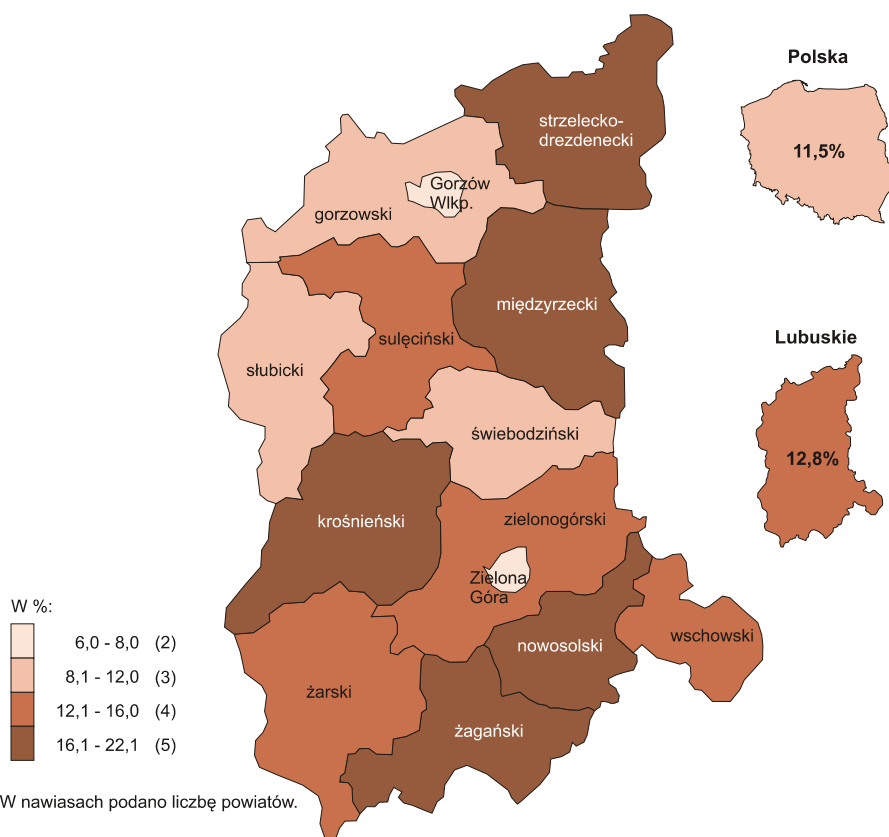 Polska
11,5%
strzelecko-
drezdenecki
Gorzów
Wlkp.
gorzowski
międzyrzecki
sulęciński
słubicki
Lubuskie
12,8%
świebodziński
krośnieński
zielonogórski
Zielona
Góra
wschowski
nowosolski
żarski
żagański
W %:
6,0 - 8,0 (2)
8,1 - 12,0 (3)
12,1 - 16,0 (4)
16,1 - 22,1 (5)
W nawiasach podano liczbę powiatów.